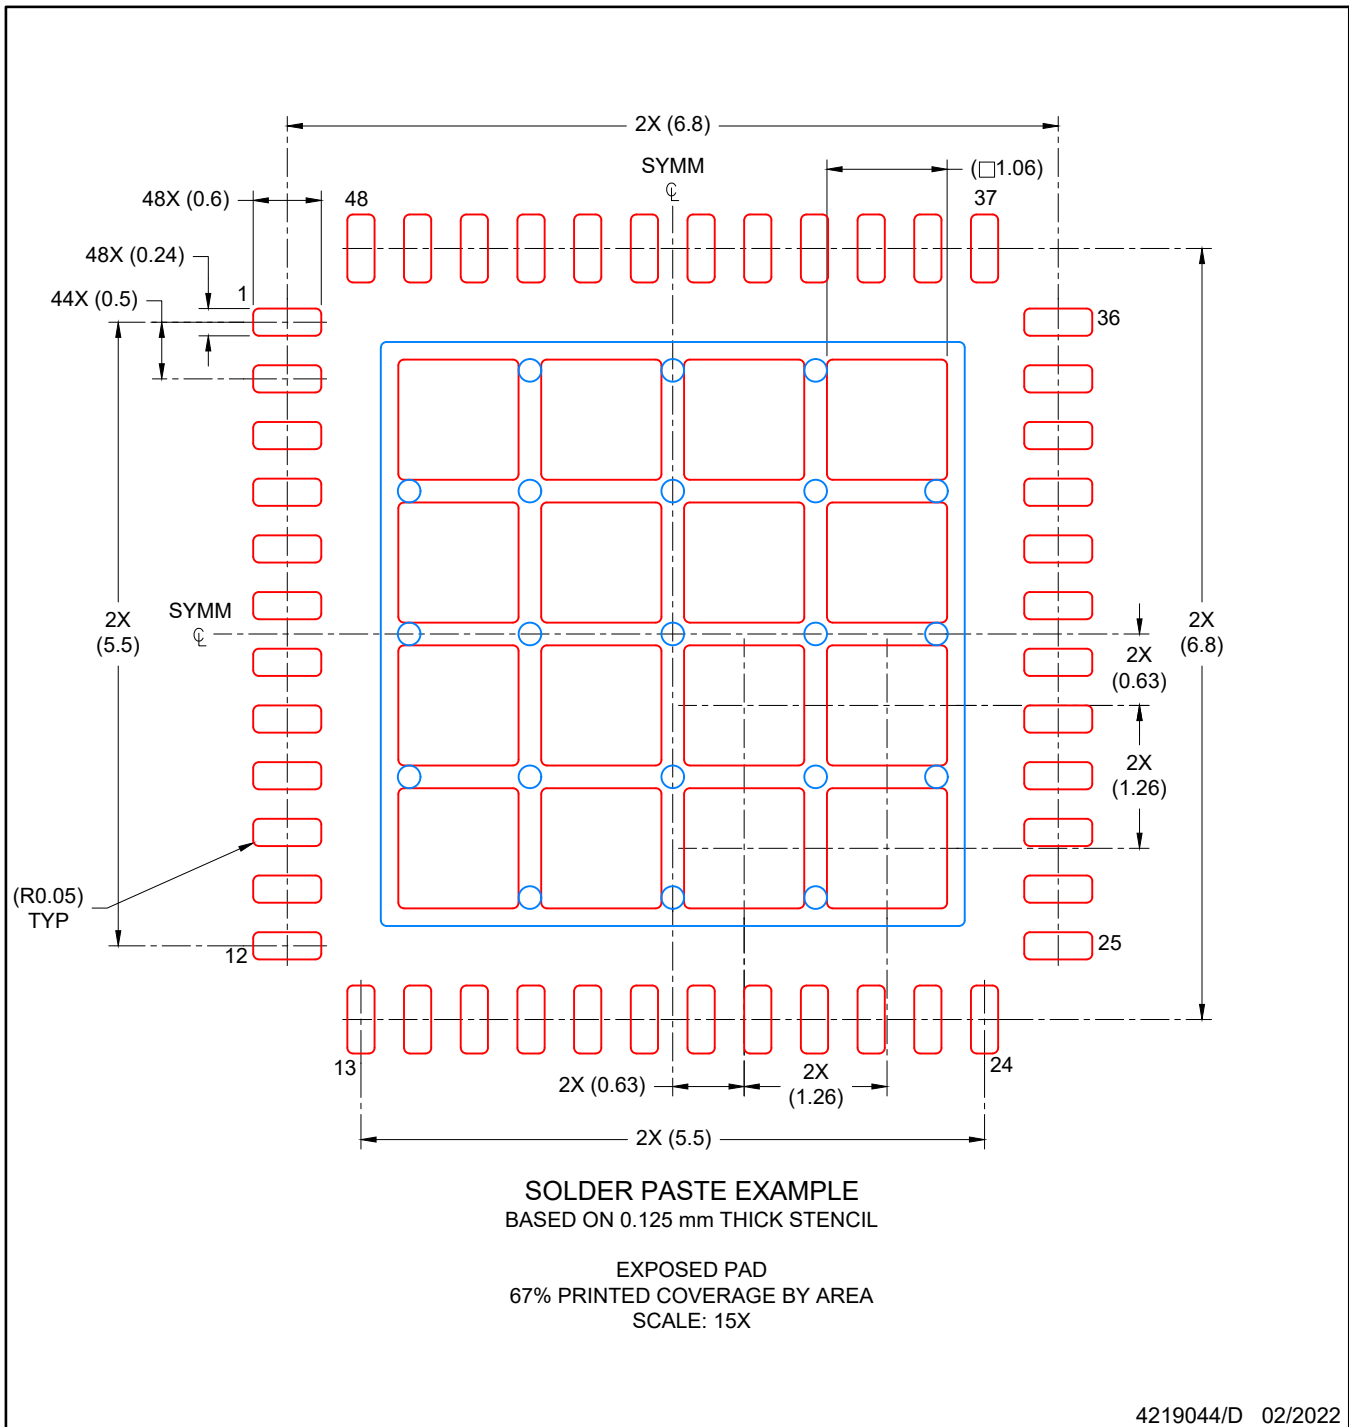 2X (6.8)
SYMM
℄
(□1.06)
48X (0.6)
48
37
48X (0.24)
44X (0.5)
1
36
SYMM
℄
2X
(5.5)
2X
(6.8)
2X
(0.63)
2X
(1.26)
(R0.05)
TYP
12
25
13
24
2X (0.63)
2X
(1.26)
2X (5.5)
SOLDER PASTE EXAMPLE
BASED ON 0.125 mm THICK STENCIL
EXPOSED PAD
67% PRINTED COVERAGE BY AREA
SCALE: 15X
4219044/D 02/2022